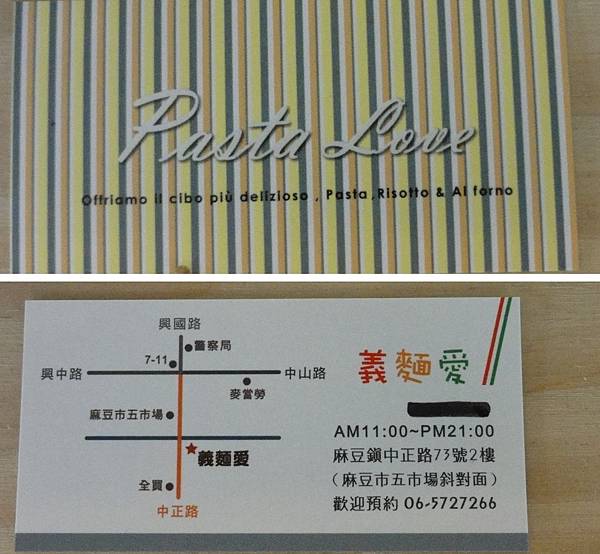 Pasta Love
Offriamo il cibo più delizioso , Pasta ,Risotto & Al forno
興國路
警察局
7-11
興中路
中山路
麥當勞
麻豆市五市場
義麵愛
全買
中正路
義麵愛
AM11:00~PM21:00
麻豆鎮中正路73號2樓
（麻豆市五市場斜對面）
歡迎預約 06-5727266